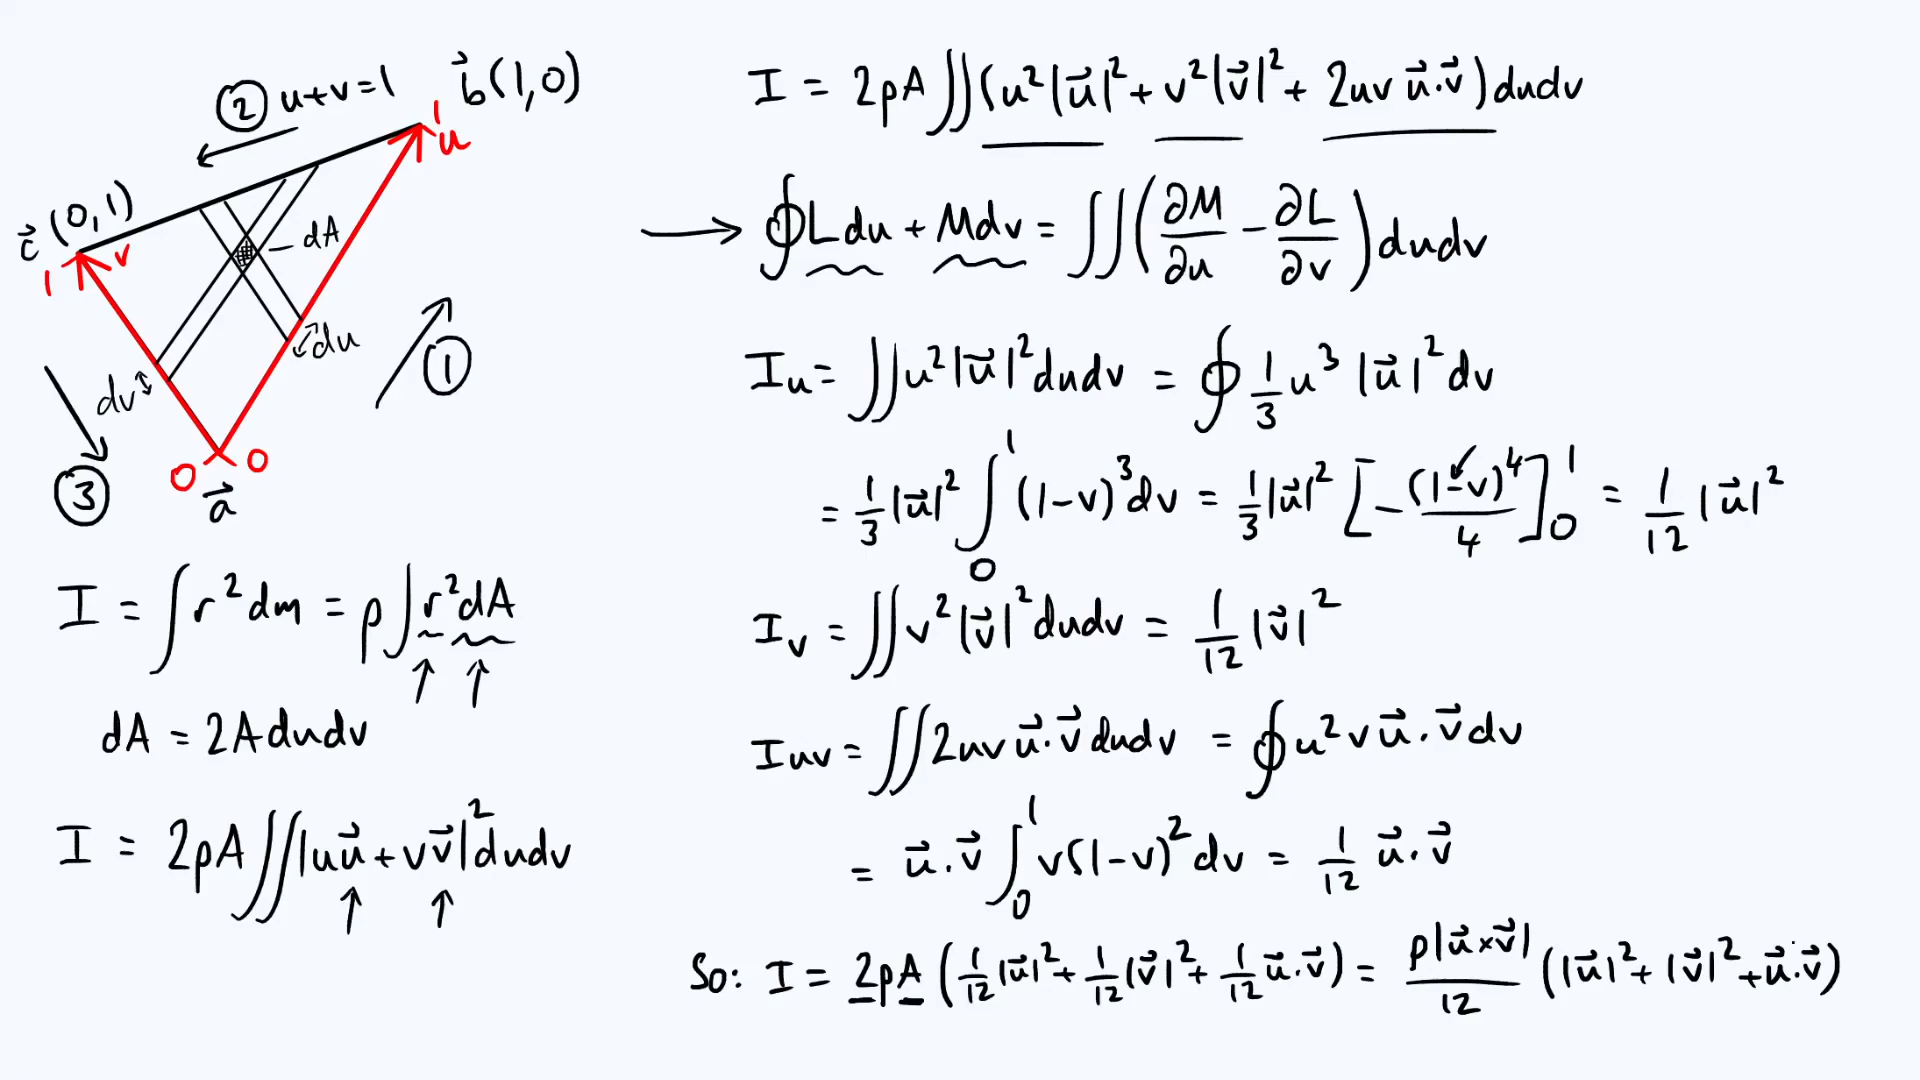 ② u+v=1
b⃗(1,0)
1
u
c⃗ (0,1)
1
v
dA
du
dv
①
③
0 0
a⃗
I = ∫r²dm = ρ∫r²dA
dA = 2Adudv
I = 2ρA∬|uu⃗ + vv⃗|²dudv
I = 2ρA∬(u²|u⃗|² + v²|v⃗|² + 2uv u⃗·v⃗)dudv
→ ∮Ldu + Mdv = ∬(∂M/∂u − ∂L/∂v)dudv
Iu = ∬u²|u⃗|²dudv = ∮ 1/3 u³ |u⃗|²dv
= 1/3|u⃗|² ∫₀¹ (1−v)³dv = 1/3|u⃗|² [−(1−v)⁴/4]₀¹ = 1/12 |u⃗|²
Iv = ∬v²|v⃗|²dudv = 1/12 |v⃗|²
Iuv = ∬2uv u⃗·v⃗ dudv = ∮u²v u⃗·v⃗dv
= u⃗·v⃗ ∫₀¹ v(1−v)²dv = 1/12 u⃗·v⃗
So: I = 2ρA (1/12|u⃗|² + 1/12|v⃗|² + 1/12 u⃗·v⃗) = ρ|u⃗×v⃗|/12 (|u⃗|² + |v⃗|² + u⃗·v⃗)